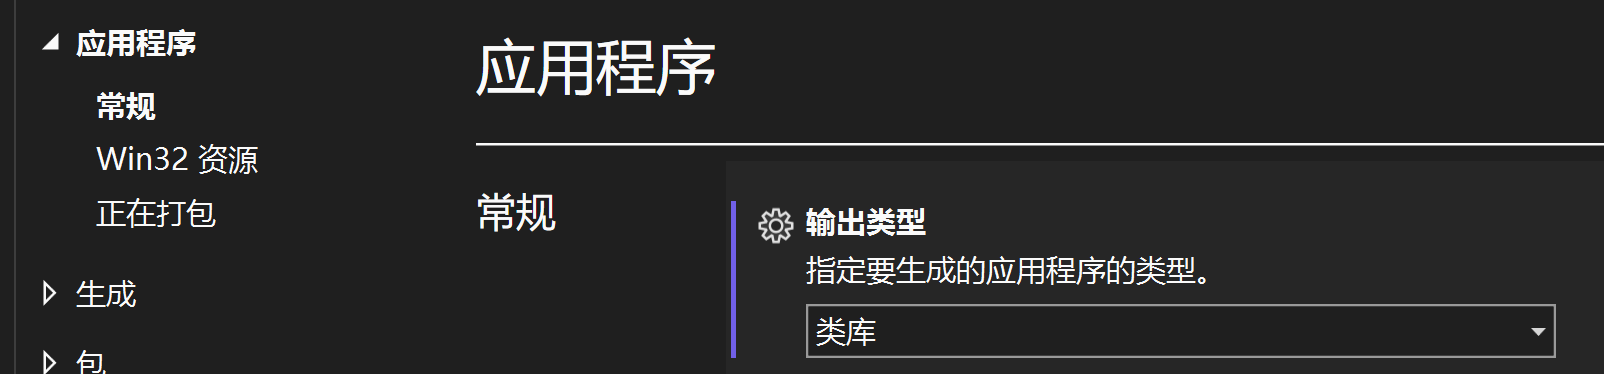 应用程序
常规
Win32 资源
正在打包
生成
包
应用程序
常规
输出类型
指定要生成的应用程序的类型。
类库